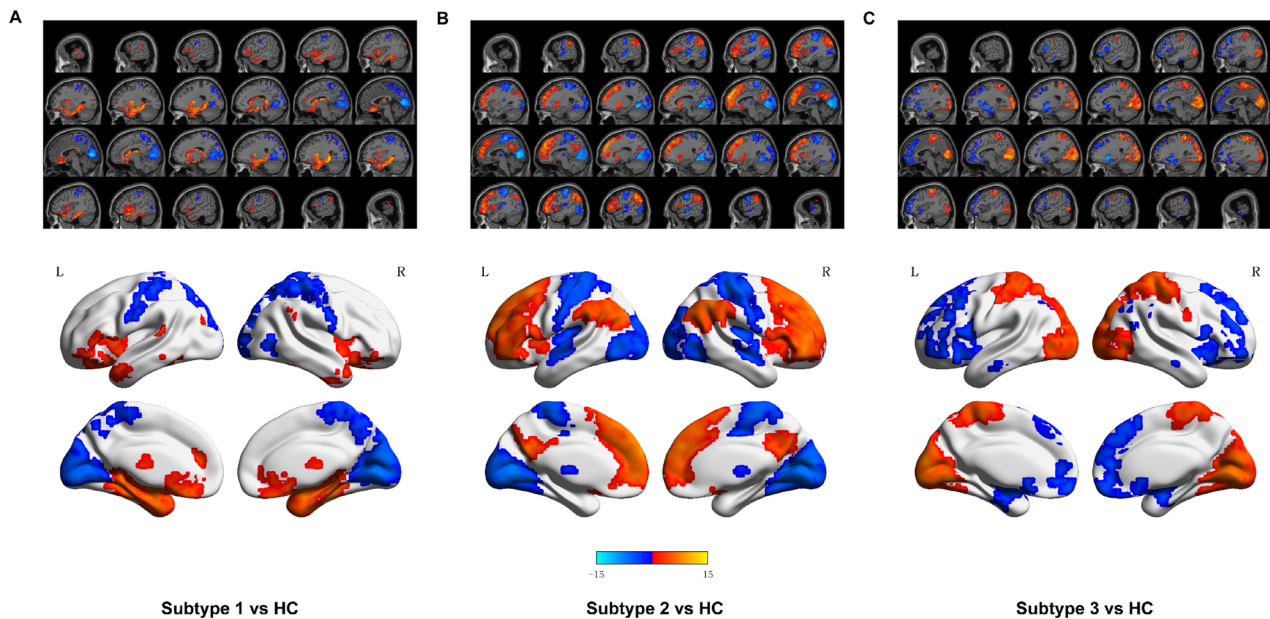 A B C
L R L R L R
-15 15
Subtype 1 vs HC Subtype 2 vs HC Subtype 3 vs HC